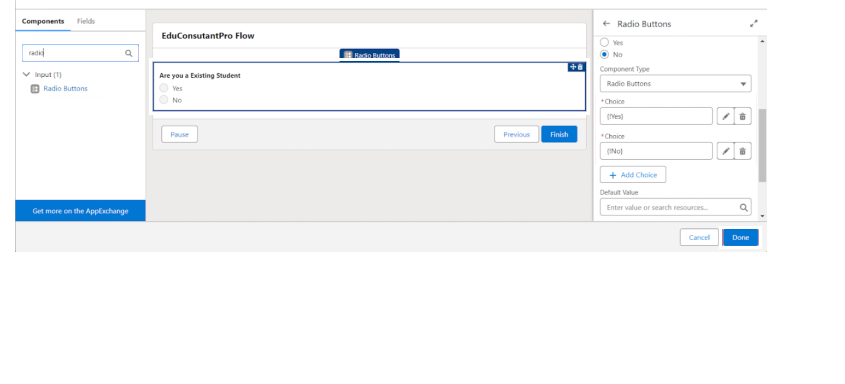 Components Fields
radio
Input (1)
Radio Buttons
Get more on the AppExchange
EduConsutantPro Flow
Radio Buttons
Are you a Existing Student
Yes
No
Pause
Previous
Finish
← Radio Buttons
Yes
No
Component Type
Radio Buttons
* Choice
{!Yes}
* Choice
{!No}
+ Add Choice
Default Value
Enter value or search resources...
Cancel
Done